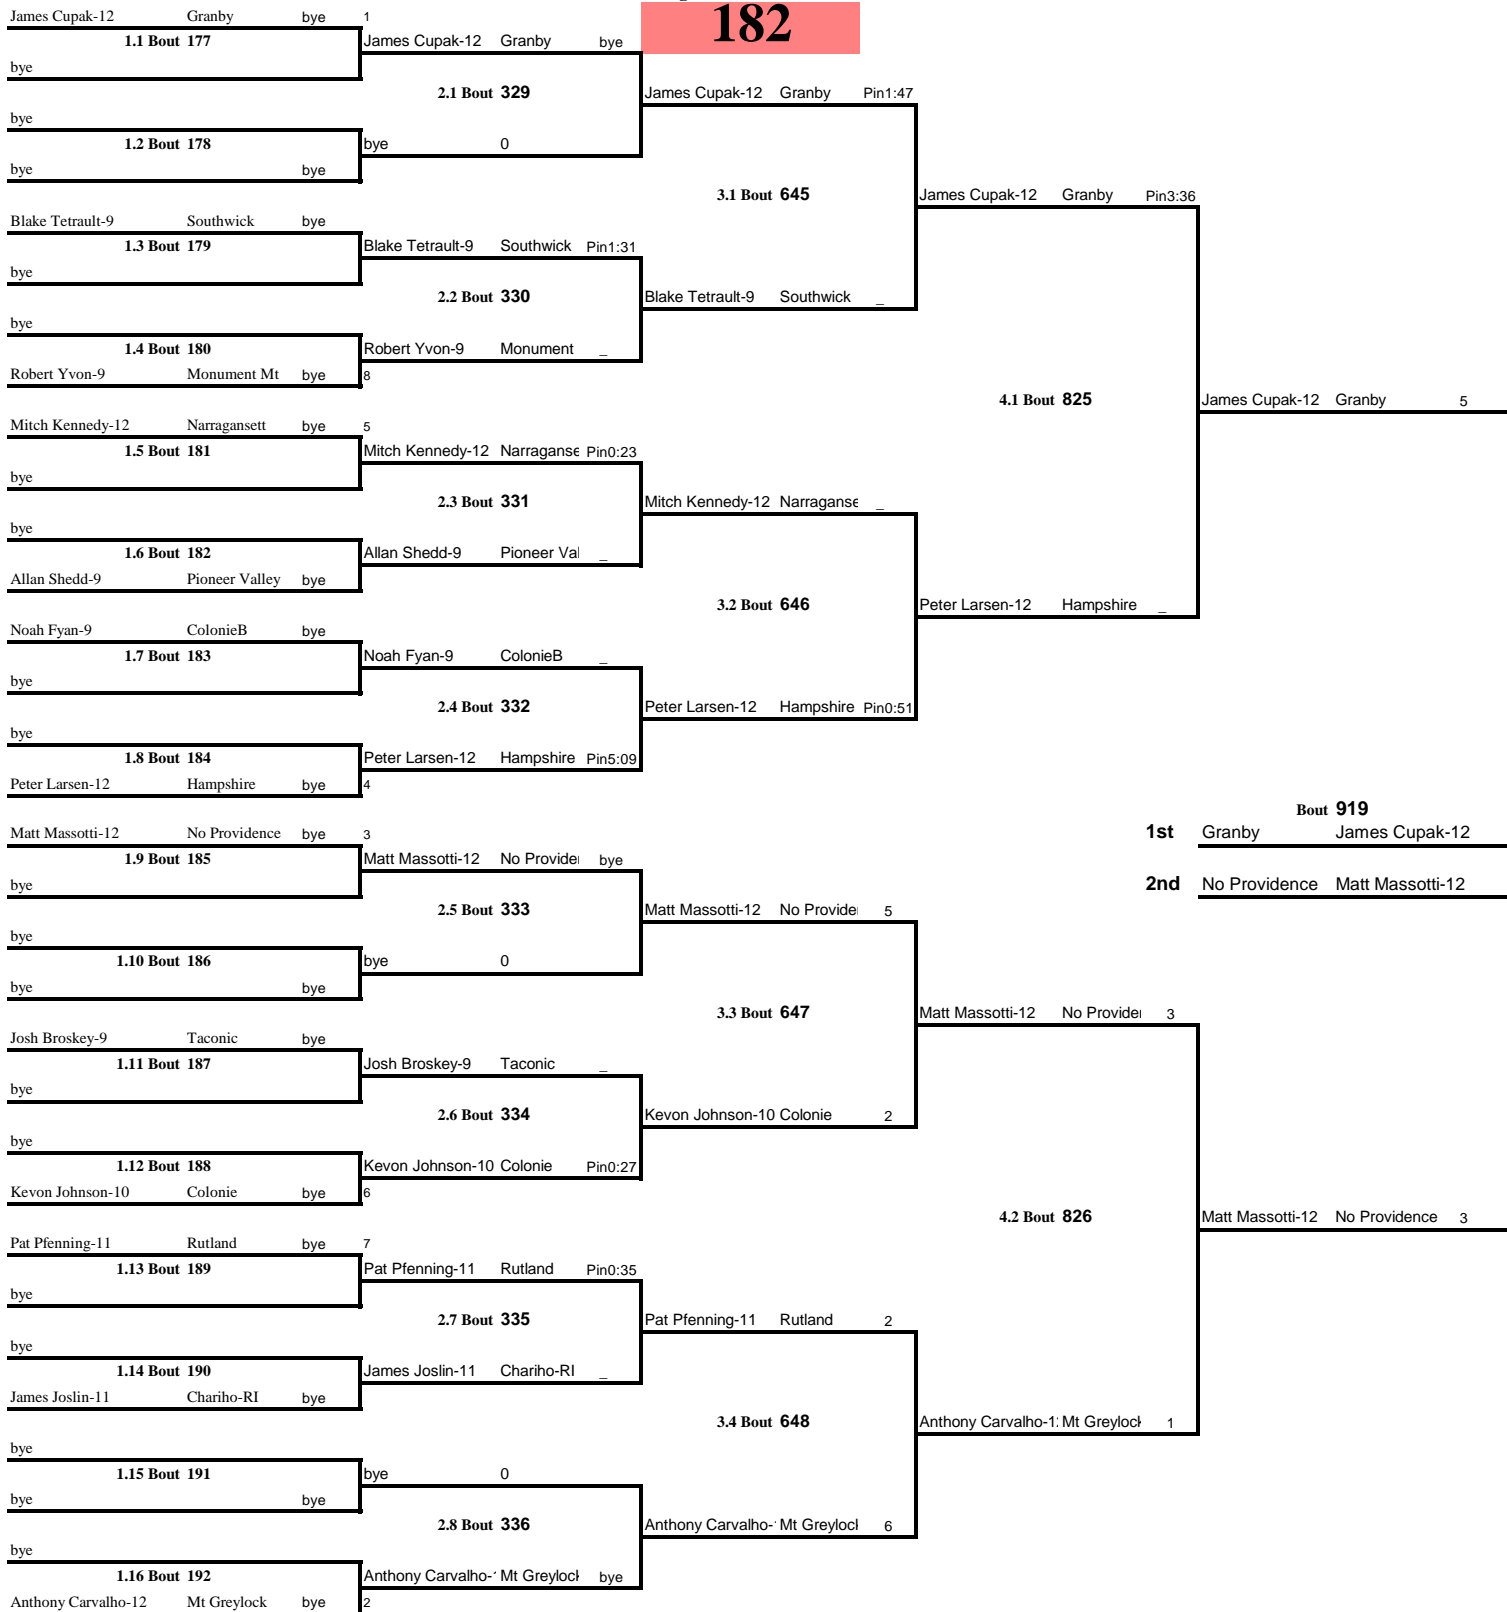 182
James Cupak-12 Granby bye 1
1.1 Bout 177 James Cupak-12 Granby bye
bye
2.1 Bout 329 James Cupak-12 Granby Pin1:47
bye
1.2 Bout 178 bye 0
bye bye
3.1 Bout 645 James Cupak-12 Granby Pin3:36
Blake Tetrault-9 Southwick bye
1.3 Bout 179 Blake Tetrault-9 Southwick Pin1:31
bye
2.2 Bout 330 Blake Tetrault-9 Southwick _
bye
1.4 Bout 180 Robert Yvon-9 Monument _
Robert Yvon-9 Monument Mt bye 8
4.1 Bout 825 James Cupak-12 Granby 5
Mitch Kennedy-12 Narragansett bye 5
1.5 Bout 181 Mitch Kennedy-12 Narraganse Pin0:23
bye
2.3 Bout 331 Mitch Kennedy-12 Narraganse _
bye
1.6 Bout 182 Allan Shedd-9 Pioneer Val _
Allan Shedd-9 Pioneer Valley bye
3.2 Bout 646 Peter Larsen-12 Hampshire _
Noah Fyan-9 ColonieB bye
1.7 Bout 183 Noah Fyan-9 ColonieB _
bye
2.4 Bout 332 Peter Larsen-12 Hampshire Pin0:51
bye
1.8 Bout 184 Peter Larsen-12 Hampshire Pin5:09
Peter Larsen-12 Hampshire bye 4
Bout 919
Matt Massotti-12 No Providence bye 3 1st Granby James Cupak-12
1.9 Bout 185 Matt Massotti-12 No Provide bye
bye 2nd No Providence Matt Massotti-12
2.5 Bout 333 Matt Massotti-12 No Provide 5
bye
1.10 Bout 186 bye 0
bye bye
3.3 Bout 647 Matt Massotti-12 No Provide 3
Josh Broskey-9 Taconic bye
1.11 Bout 187 Josh Broskey-9 Taconic _
bye
2.6 Bout 334 Kevon Johnson-10 Colonie 2
bye
1.12 Bout 188 Kevon Johnson-10 Colonie Pin0:27
Kevon Johnson-10 Colonie bye 6
4.2 Bout 826 Matt Massotti-12 No Providence 3
Pat Pfenning-11 Rutland bye 7
1.13 Bout 189 Pat Pfenning-11 Rutland Pin0:35
bye
2.7 Bout 335 Pat Pfenning-11 Rutland 2
bye
1.14 Bout 190 James Joslin-11 Chariho-RI _
James Joslin-11 Chariho-RI bye
3.4 Bout 648 Anthony Carvalho-1 Mt Greylock 1
bye
1.15 Bout 191 bye 0
bye bye
2.8 Bout 336 Anthony Carvalho- Mt Greylock 6
bye
1.16 Bout 192 Anthony Carvalho- Mt Greylock bye
Anthony Carvalho-12 Mt Greylock bye 2